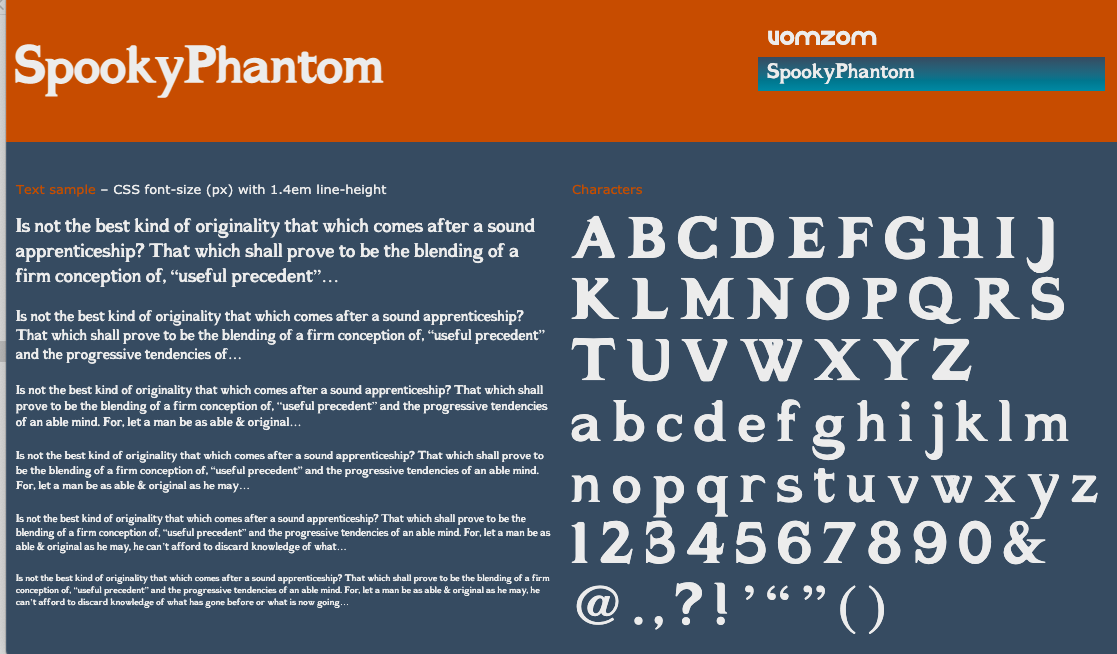 SpookyPhantom
uomzom
SpookyPhantom
Text sample – CSS font-size (px) with 1.4em line-height
Is not the best kind of originality that which comes after a sound
apprenticeship? That which shall prove to be the blending of a
firm conception of, “useful precedent”…
Is not the best kind of originality that which comes after a sound apprenticeship?
That which shall prove to be the blending of a firm conception of, “useful precedent”
and the progressive tendencies of…
Is not the best kind of originality that which comes after a sound apprenticeship? That which shall
prove to be the blending of a firm conception of, “useful precedent” and the progressive tendencies
of an able mind. For, let a man be as able & original…
Is not the best kind of originality that which comes after a sound apprenticeship? That which shall prove to
be the blending of a firm conception of, “useful precedent” and the progressive tendencies of an able mind.
For, let a man be as able & original as he may…
Is not the best kind of originality that which comes after a sound apprenticeship? That which shall prove to be the
blending of a firm conception of, “useful precedent” and the progressive tendencies of an able mind. For, let a man be as
able & original as he may, he can’t afford to discard knowledge of what…
Is not the best kind of originality that which comes after a sound apprenticeship? That which shall prove to be the blending of a firm
conception of, “useful precedent” and the progressive tendencies of an able mind. For, let a man be as able & original as he may, he
can’t afford to discard knowledge of what has gone before or what is now going…
Characters
A B C D E F G H I J
K L M N O P Q R S
T U V W X Y Z
a b c d e f g h i j k l m
n o p q r s t u v w x y z
1 2 3 4 5 6 7 8 9 0 &
@ . , ? ! ’ “ ” ( )